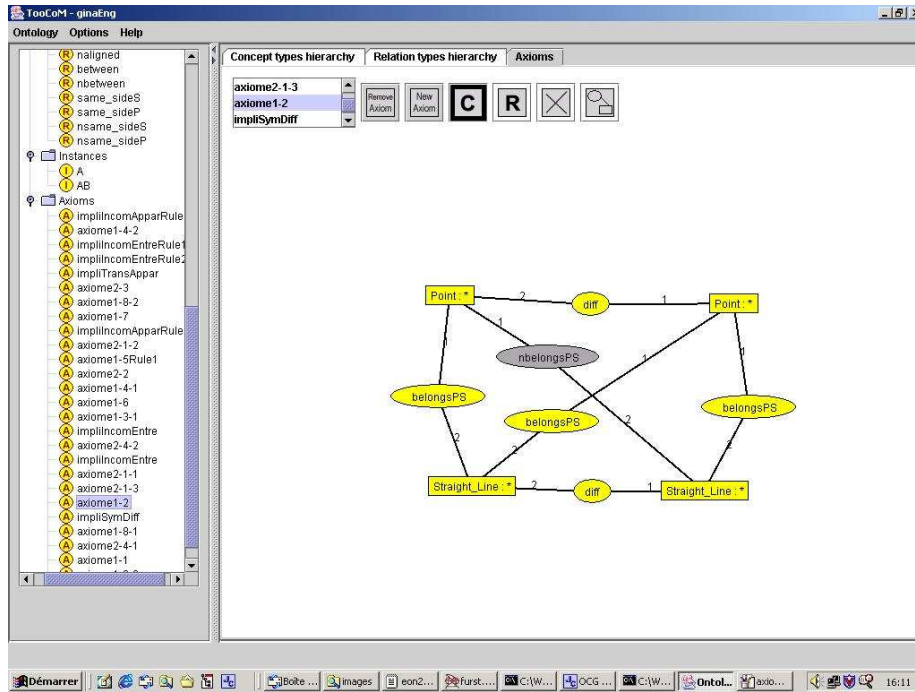 TooCoM - ginaEng
Ontology Options Help
naligned
between
nbetween
same_sideS
same_sideP
nsame_sideS
nsame_sideP
Instances
A
AB
Axioms
impliIncomApparRule
axiome1-4-2
impliIncomEntreRule1
impliIncomEntreRule2
impliTransAppar
axiome2-3
axiome1-8-2
axiome1-7
impliIncomApparRule
axiome2-1-2
axiome1-5Rule1
axiome2-2
axiome1-4-1
axiome1-6
axiome1-3-1
impliIncomEntre
axiome2-4-2
impliIncomEntre
axiome2-1-1
axiome2-1-3
axiome1-2
impliSymDiff
axiome1-8-1
axiome2-4-1
axiome1-1
Concept types hierarchy Relation types hierarchy Axioms
axiome2-1-3
axiome1-2
impliSymDiff
Remove Axiom
New Axiom
C
R
Point : * 2 diff 1 Point : *
1 1 1 1
nbelongsPS
belongsPS belongsPS belongsPS
2 2 2 2
Straight_Line : * 2 diff 1 Straight_Line : *
Démarrer Boîte ... images eon2... furst.... C:\W... OCG ... C:\W... Ontol... axio... 16:11